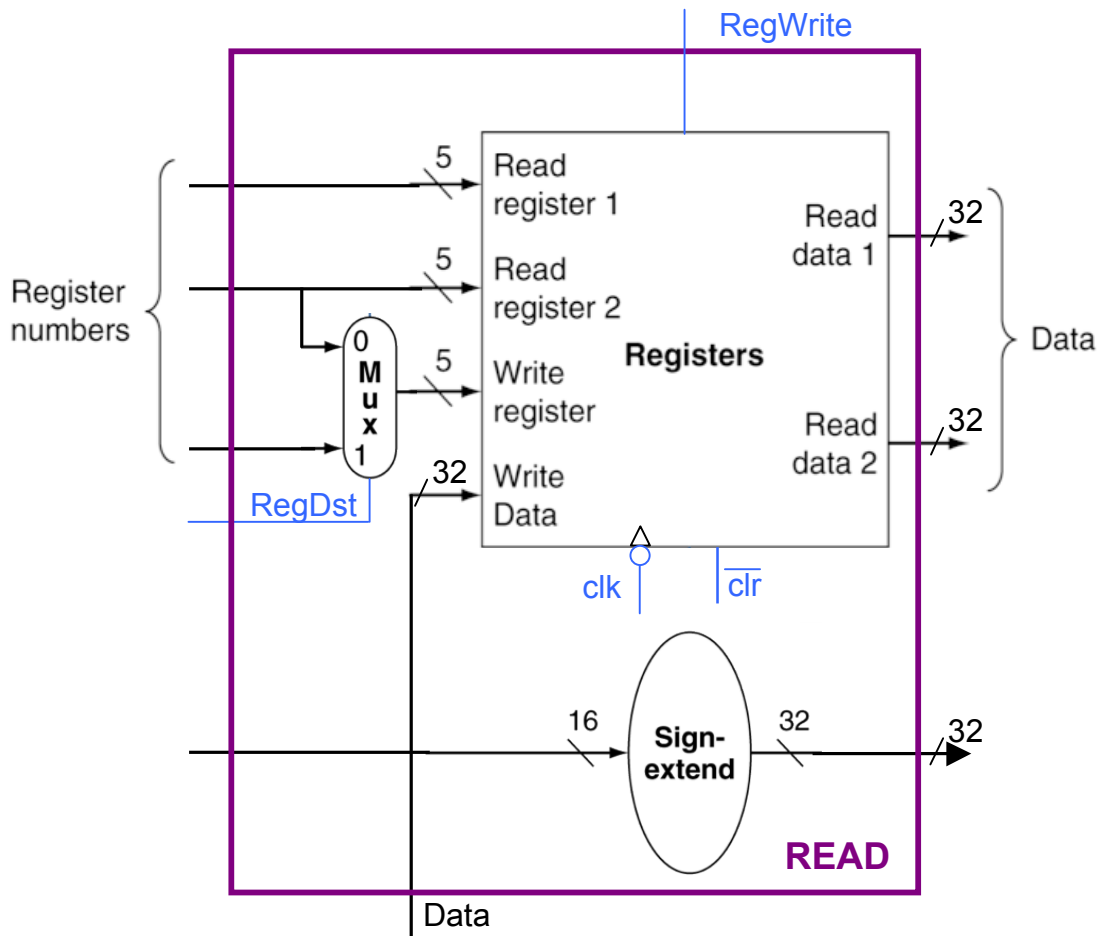 RegWrite
Register
numbers
5
Read
register 1
5
Read
register 2
0
Mux
1
5
Write
register
32
Write
Data
RegDst
Registers
Read
data 1
32
Read
data 2
32
Data
clk
c̅l̅r̅
16
Sign-
extend
32
32
READ
Data